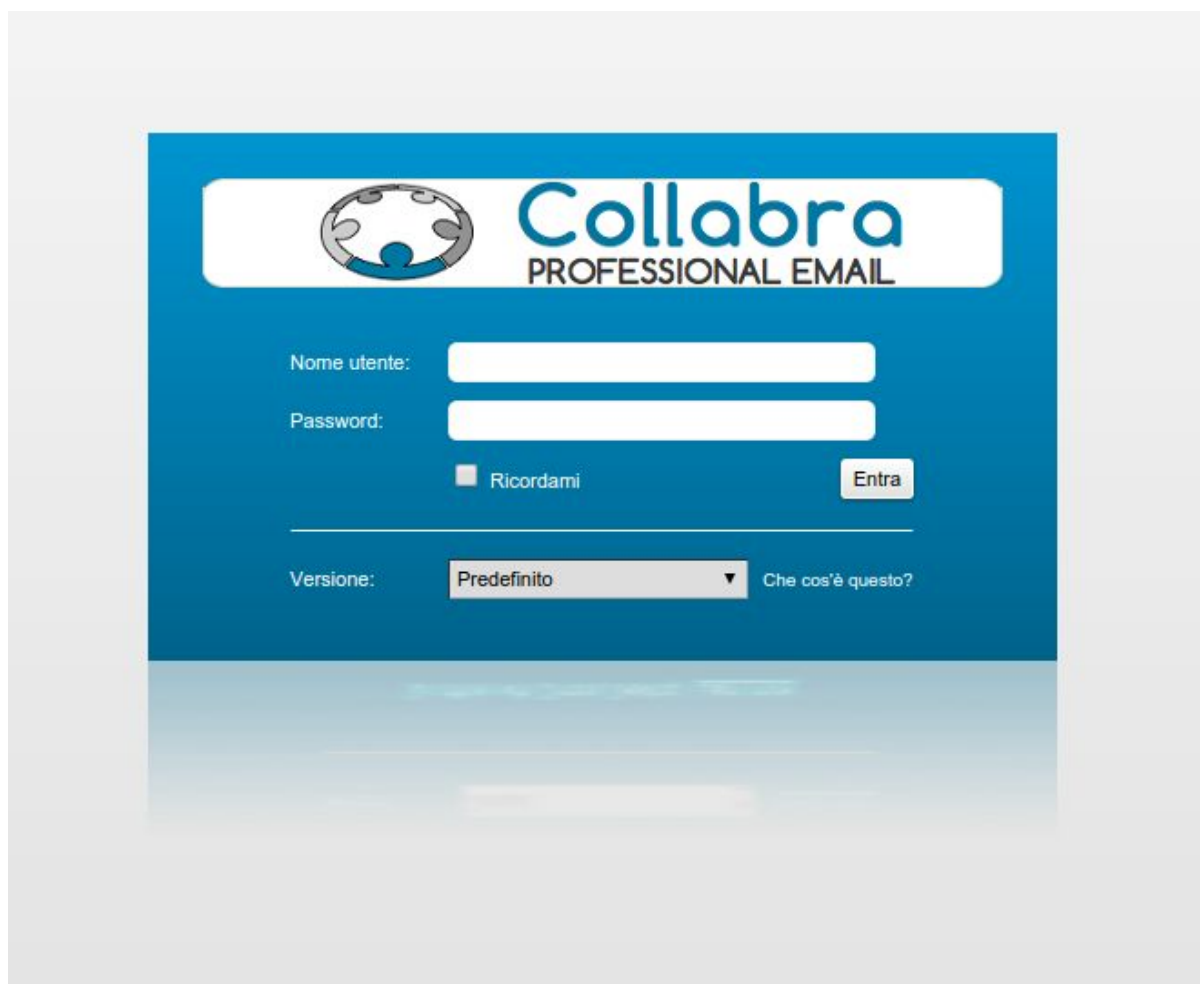 Collabra
PROFESSIONAL EMAIL
Nome utente:
Password:
Ricordami
Entra
Versione:
Predefinito
Che cos'è questo?